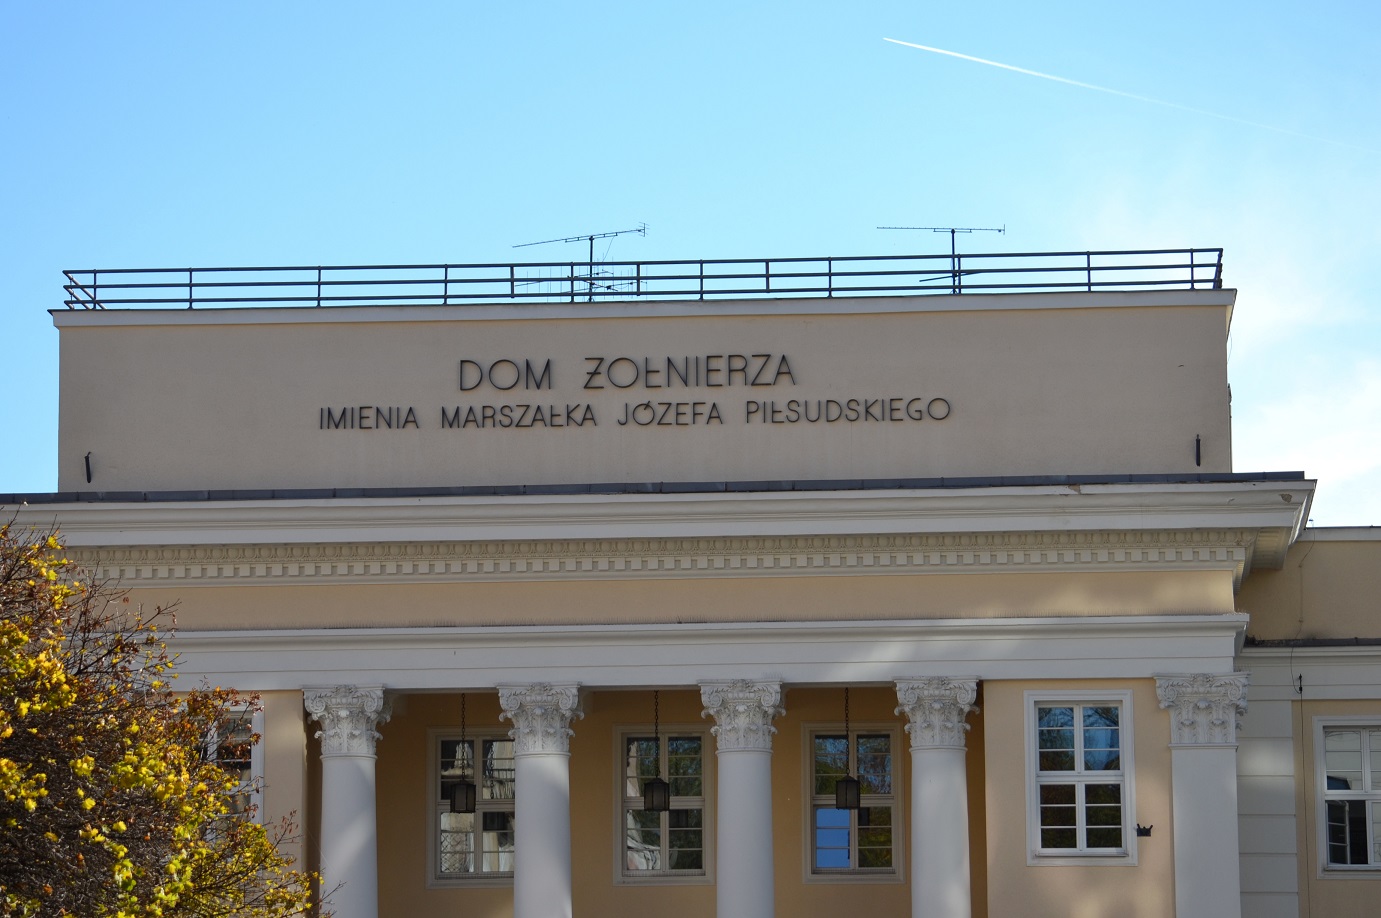 DOM ŻOŁNIERZA
IMIENIA MARSZAŁKA JÓZEFA PIŁSUDSKIEGO